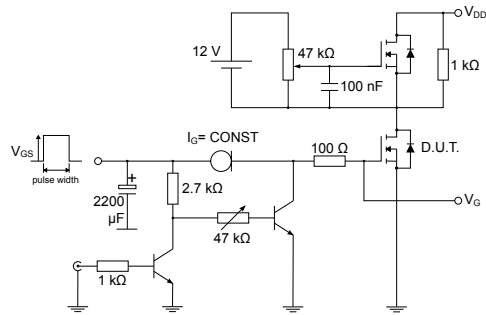 V_DD
12 V
47 kΩ
1 kΩ
100 nF
I_G= CONST
100 Ω
D.U.T.
V_GS
pulse width
+
2200
μF
2.7 kΩ
47 kΩ
V_G
1 kΩ